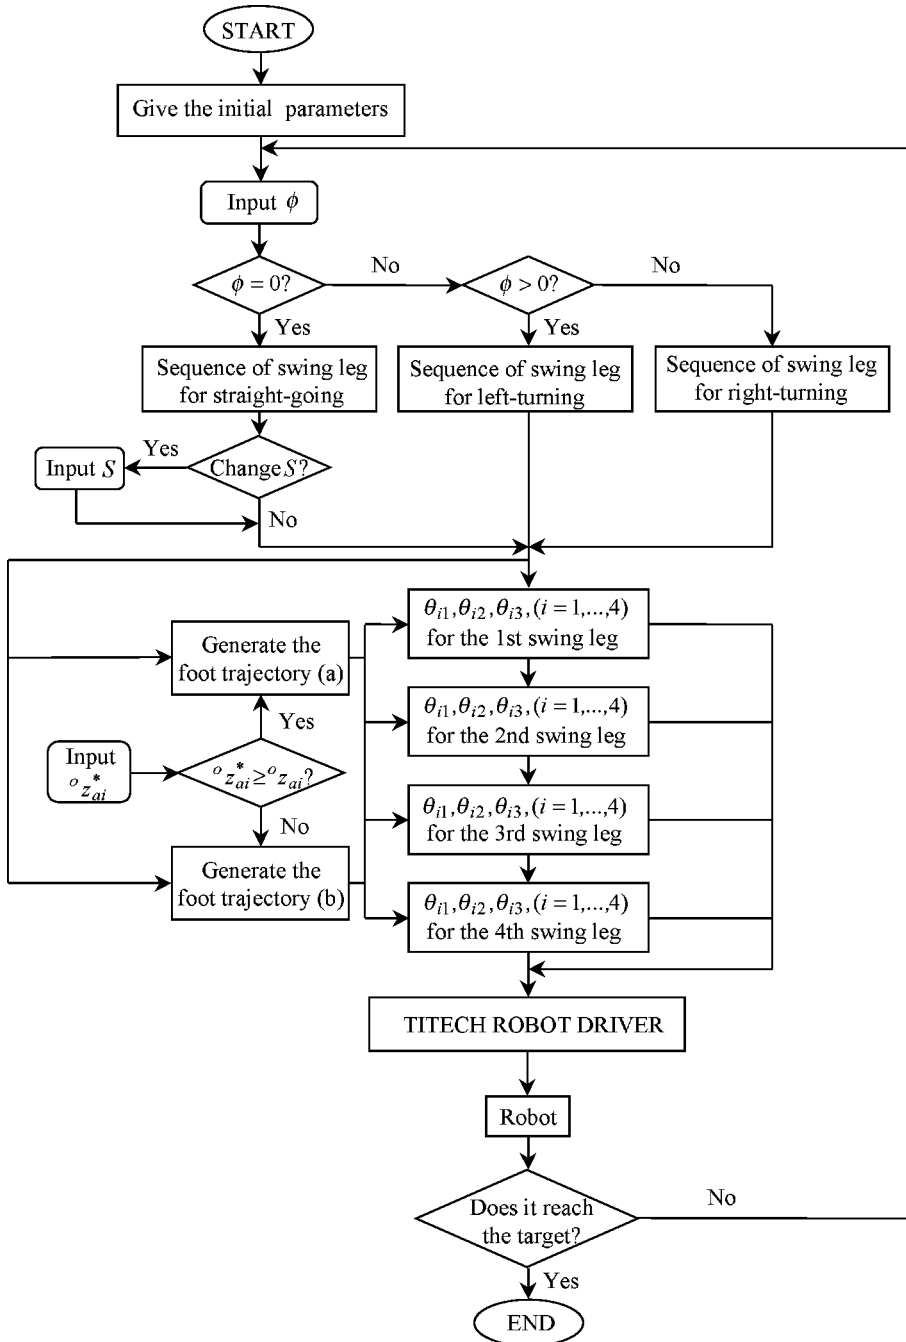 START
Give the initial parameters
Input ϕ
ϕ = 0?
No
ϕ > 0?
No
Yes
Yes
Sequence of swing leg
for straight-going
Sequence of swing leg
for left-turning
Sequence of swing leg
for right-turning
Change S?
Yes
Input S
No
θi1,θi2,θi3,(i = 1,...,4)
for the 1st swing leg
Generate the
foot trajectory (a)
Yes
θi1,θi2,θi3,(i = 1,...,4)
for the 2nd swing leg
Input
ᵒz*ai
ᵒz*ai ≥ ᵒzai?
No
θi1,θi2,θi3,(i = 1,...,4)
for the 3rd swing leg
Generate the
foot trajectory (b)
θi1,θi2,θi3,(i = 1,...,4)
for the 4th swing leg
TITECH ROBOT DRIVER
Robot
Does it reach
the target?
No
Yes
END